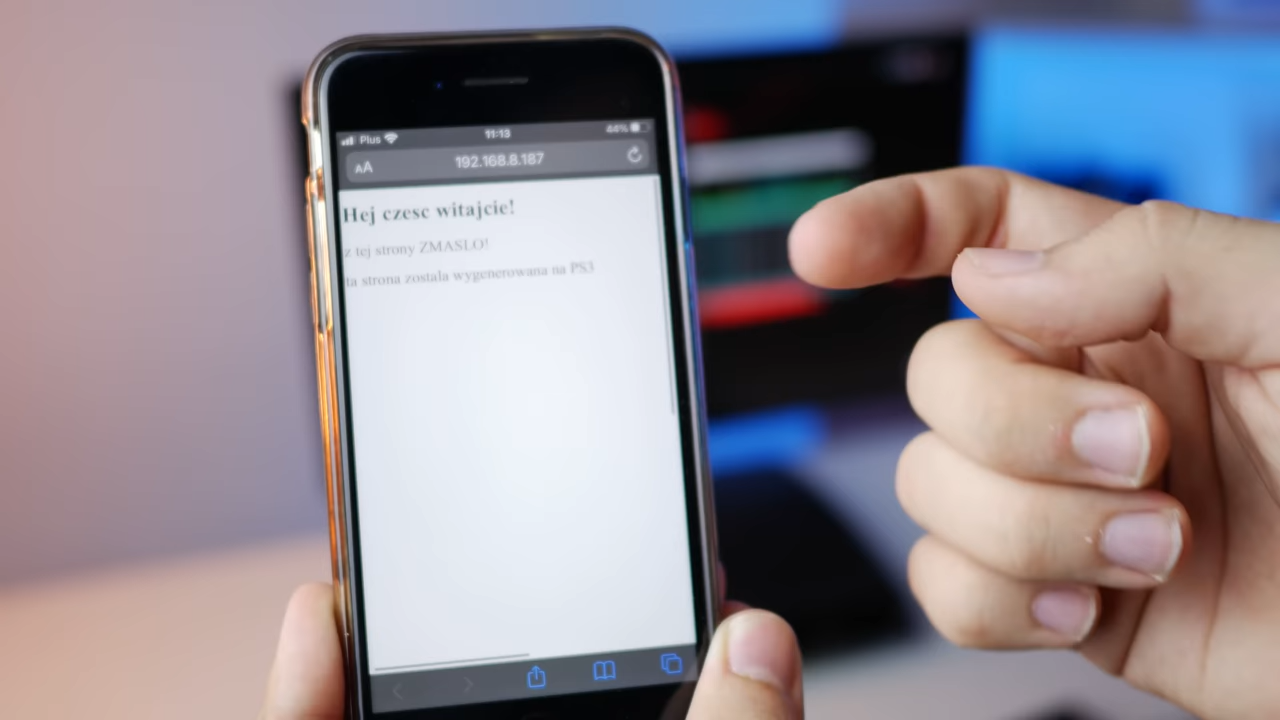 Plus 11:13 44%
AA 192.168.8.187
Hej czesc witajcie!
z tej strony ZMASLO!
ta strona zostala wygenerowana na PS3